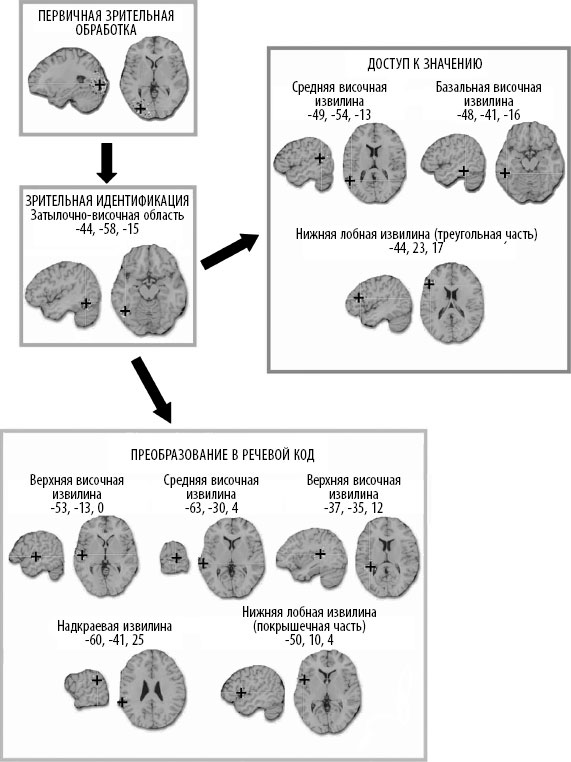 ПЕРВИЧНАЯ ЗРИТЕЛЬНАЯ
ОБРАБОТКА
ДОСТУП К ЗНАЧЕНИЮ
Средняя височная
извилина
-49, -54, -13
Базальная височная
извилина
-48, -41, -16
Нижняя лобная извилина (треугольная часть)
-44, 23, 17
ЗРИТЕЛЬНАЯ ИДЕНТИФИКАЦИЯ
Затылочно-височная область
-44, -58, -15
ПРЕОБРАЗОВАНИЕ В РЕЧЕВОЙ КОД
Верхняя височная
извилина
-53, -13, 0
Средняя височная
извилина
-63, -30, 4
Верхняя височная
извилина
-37, -35, 12
Надкраевая извилина
-60, -41, 25
Нижняя лобная извилина
(покрышечная часть)
-50, 10, 4